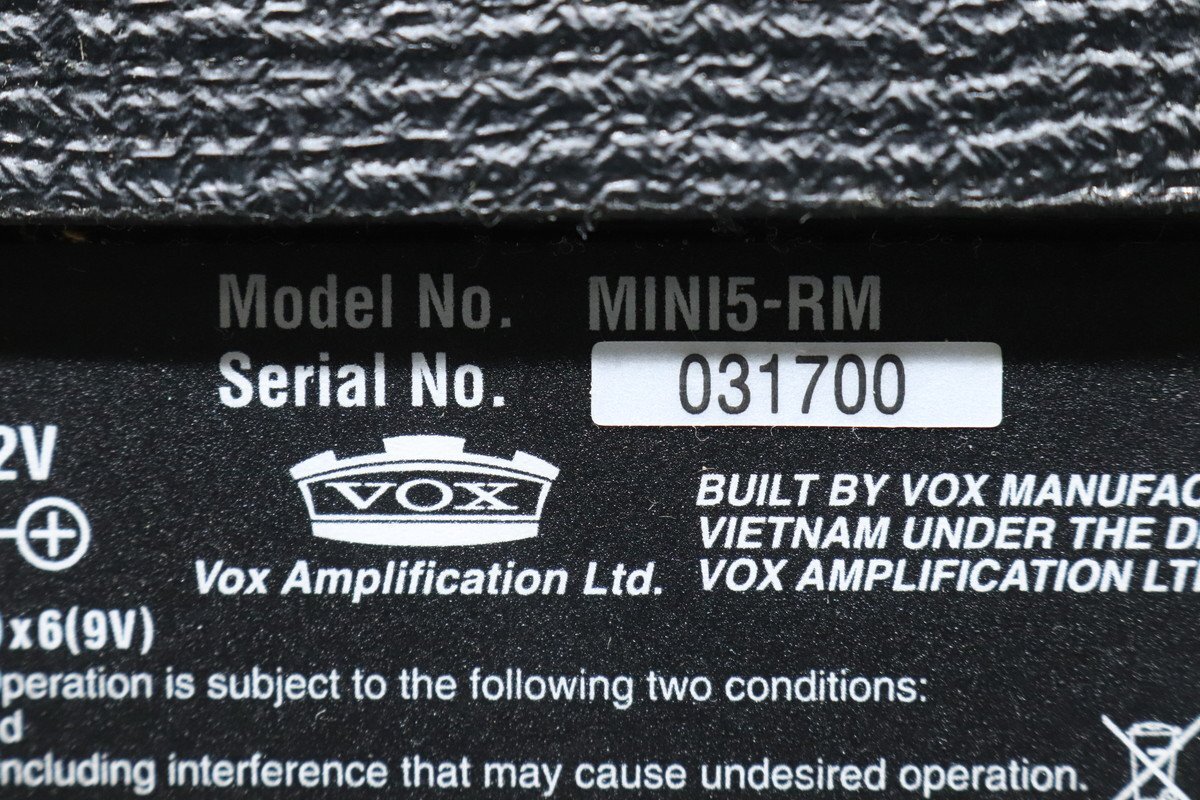 Model No. MINI5-RM
Serial No. 031700
2V
VOX
BUILT BY VOX MANUFAC
VIETNAM UNDER THE D
Vox Amplification Ltd.
VOX AMPLIFICATION LT
x6(9V)
peration is subject to the following two conditions:
d
ncluding interference that may cause undesired operation.